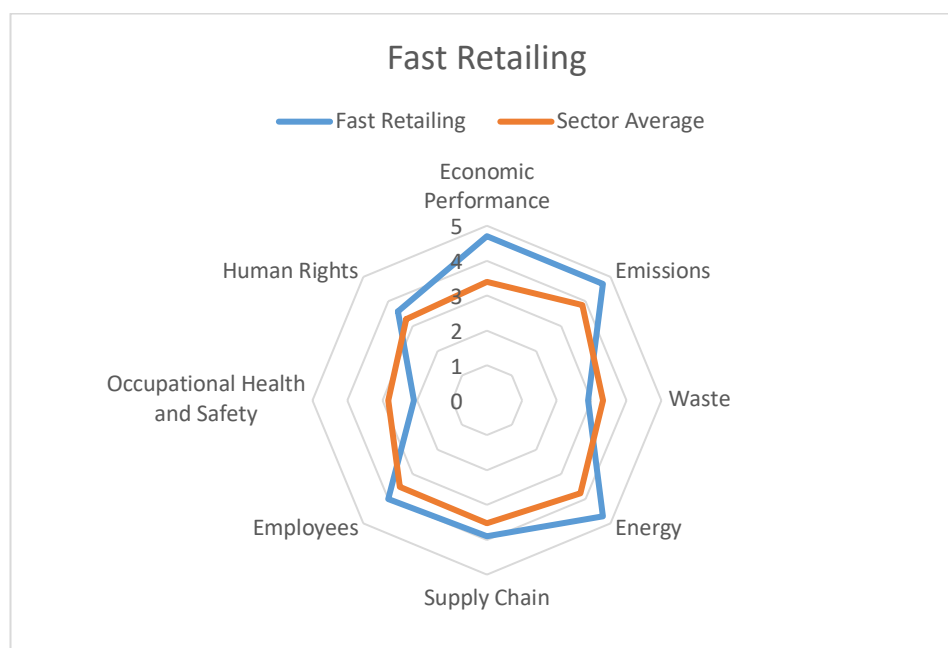 Fast Retailing
Fast Retailing Sector Average
Economic
Performance
5
Human Rights
Emissions
4
3
2
1
Occupational Health
and Safety
0
Waste
Employees
Energy
Supply Chain